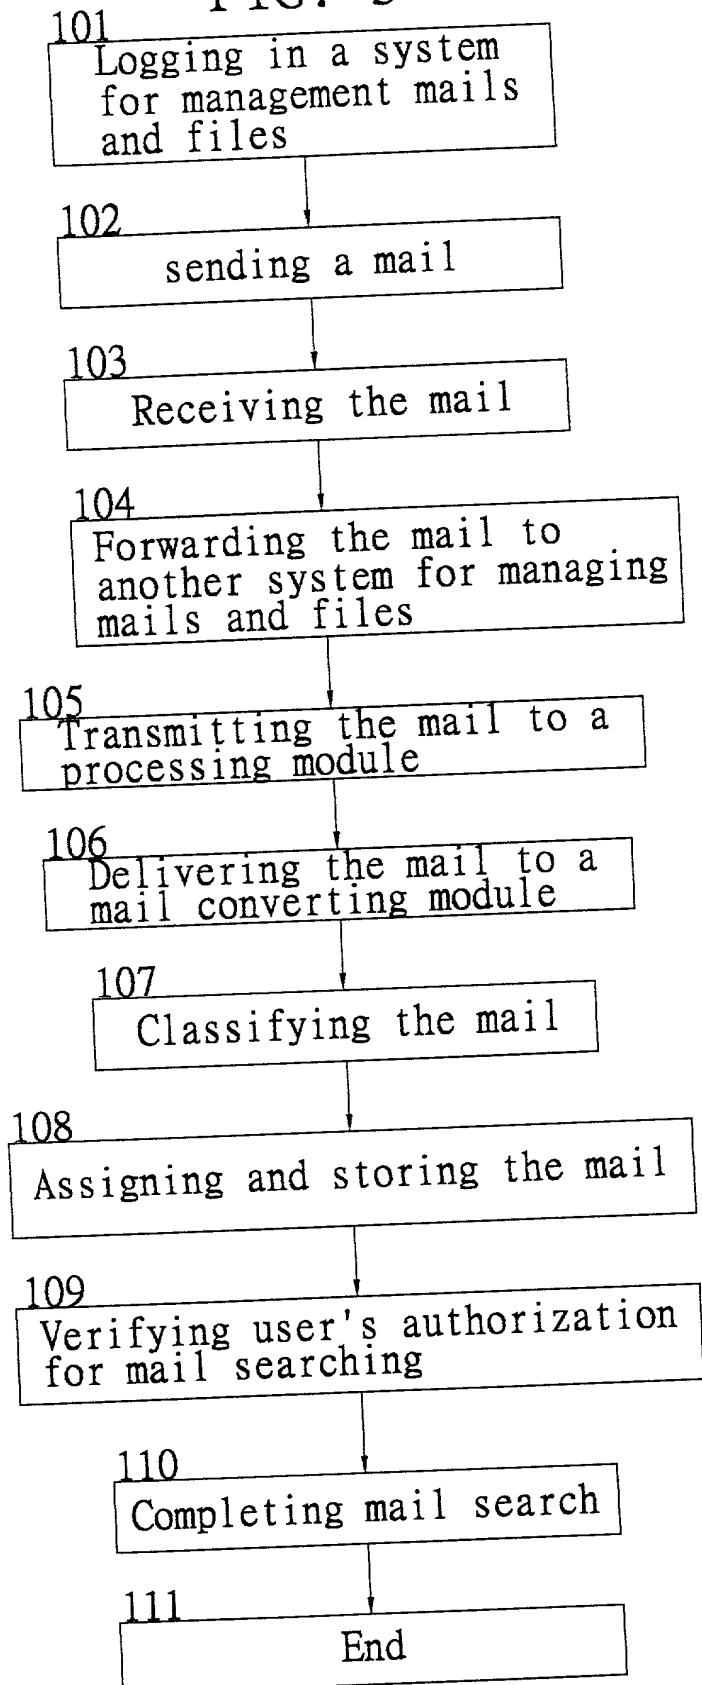 101
Logging in a system
for management mails
and files
102
sending a mail
103
Receiving the mail
104
Forwarding the mail to
another system for managing
mails and files
105
Transmitting the mail to a
processing module
106
Delivering the mail to a
mail converting module
107
Classifying the mail
108
Assigning and storing the mail
109
Verifying user's authorization
for mail searching
110
Completing mail search
111
End